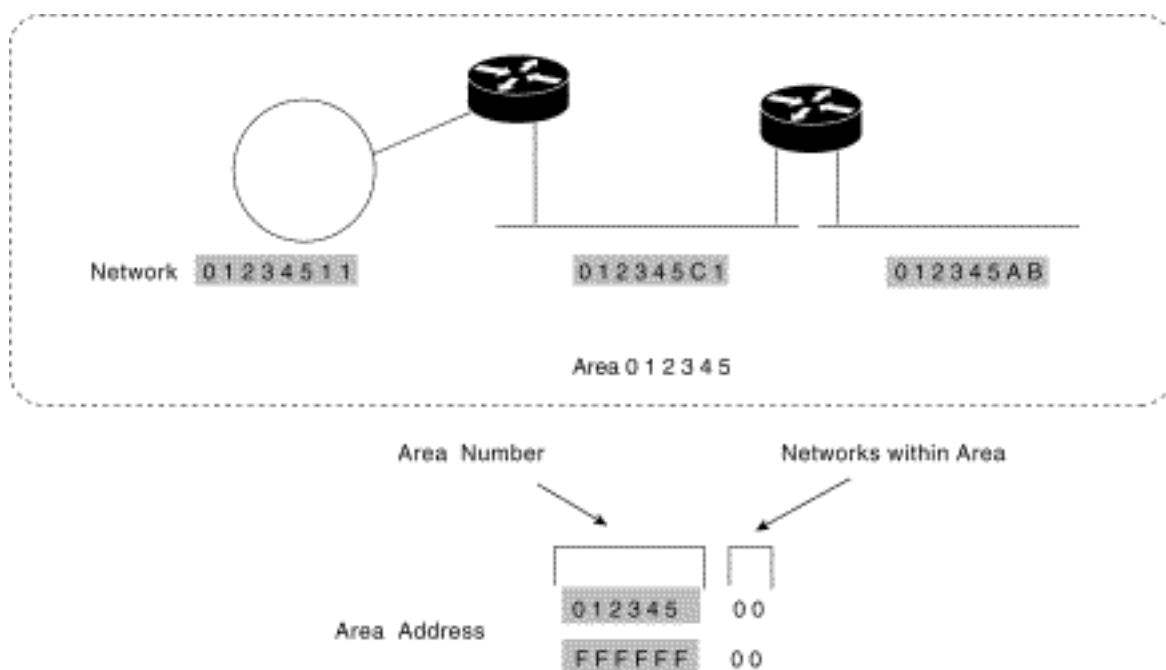 Network 0 1 2 3 4 5 1 1 0 1 2 3 4 5 C 1 0 1 2 3 4 5 A B
Area 0 1 2 3 4 5
Area Number Networks within Area
0 1 2 3 4 5 0 0
Area Address
F F F F F F 0 0